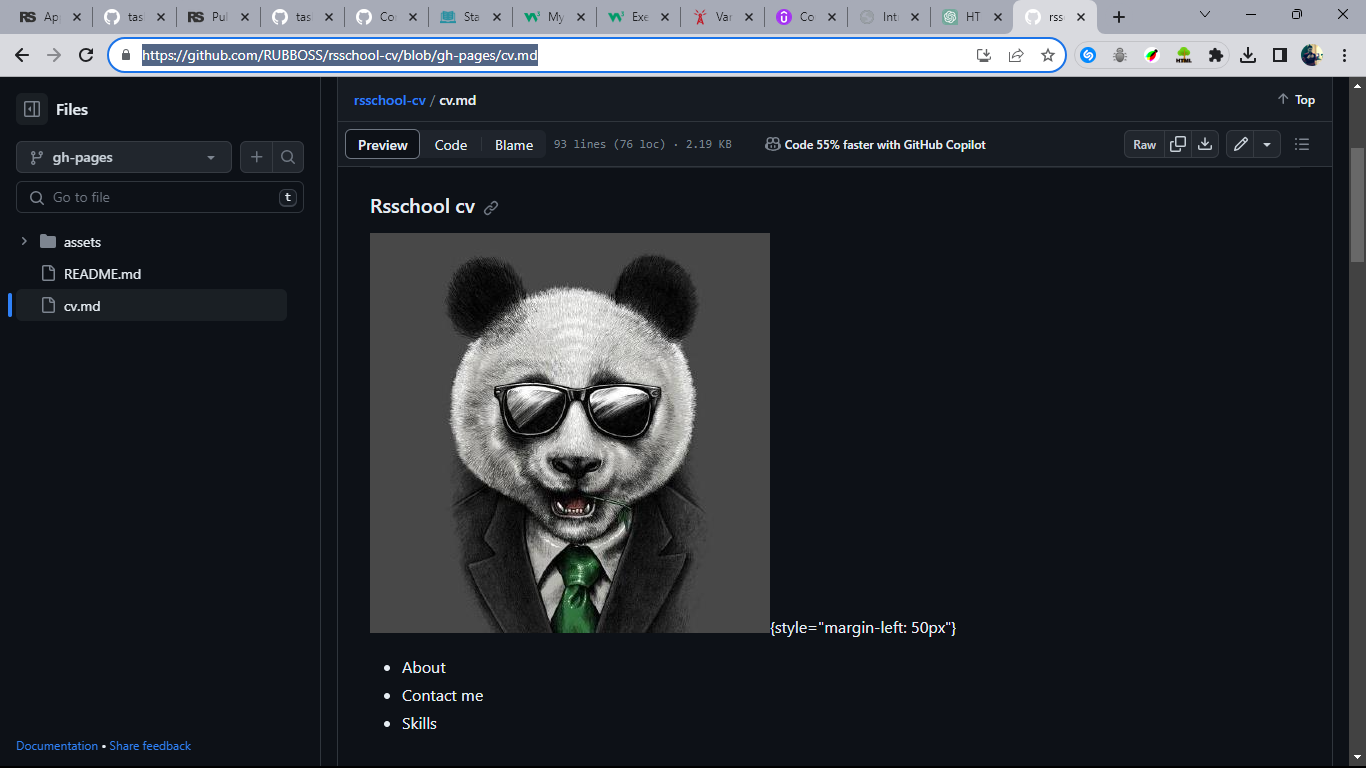 RS Ap
tas
RS Pul
tas
Co
Sta
My
Exe
Var
Co
Intr
HT
rss
https://github.com/RUBBOSS/rsschool-cv/blob/gh-pages/cv.md
HTML
Files
rsschool-cv / cv.md
Top
gh-pages
Preview Code Blame 93 lines (76 loc) · 2.19 KB Code 55% faster with GitHub Copilot Raw
Go to file t
assets
README.md
cv.md
Rsschool cv
{style="margin-left: 50px"}
• About
• Contact me
• Skills
Documentation • Share feedback